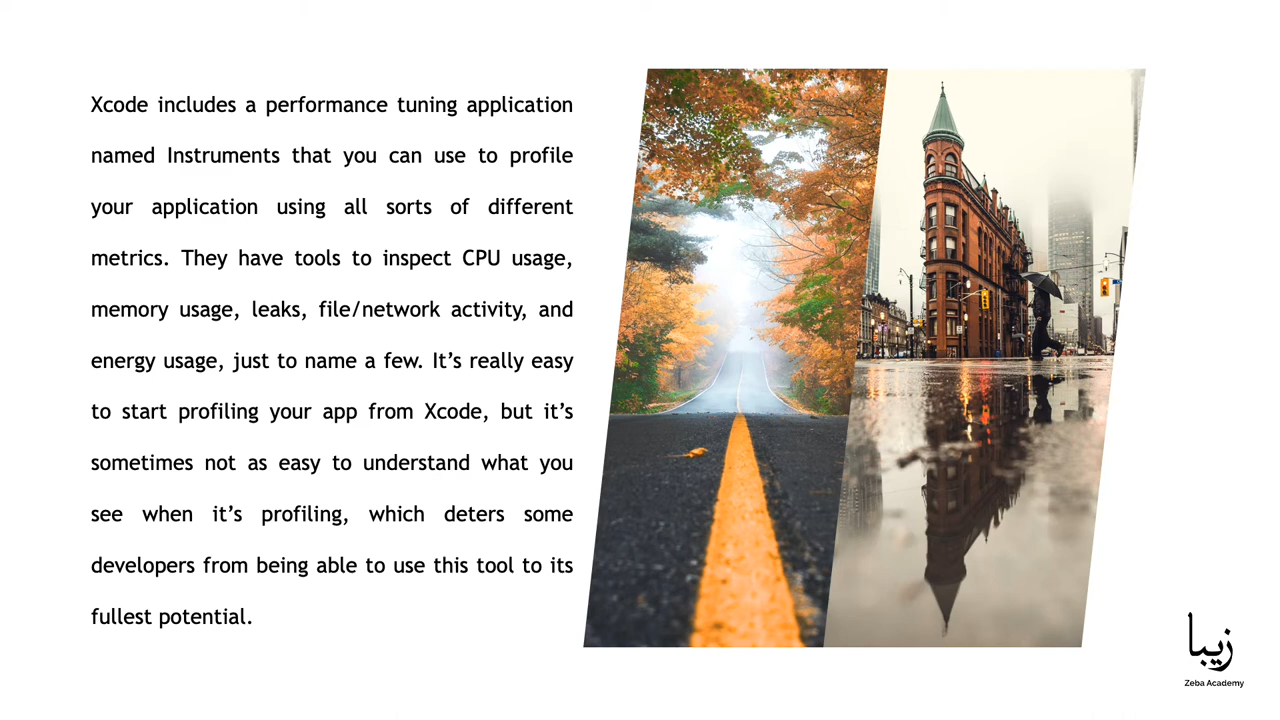 Xcode includes a performance tuning application
named Instruments that you can use to profile
your application using all sorts of different
metrics. They have tools to inspect CPU usage,
memory usage, leaks, file/network activity, and
energy usage, just to name a few. It’s really easy
to start profiling your app from Xcode, but it’s
sometimes not as easy to understand what you
see when it’s profiling, which deters some
developers from being able to use this tool to its
fullest potential.
زيبا
Zeba Academy